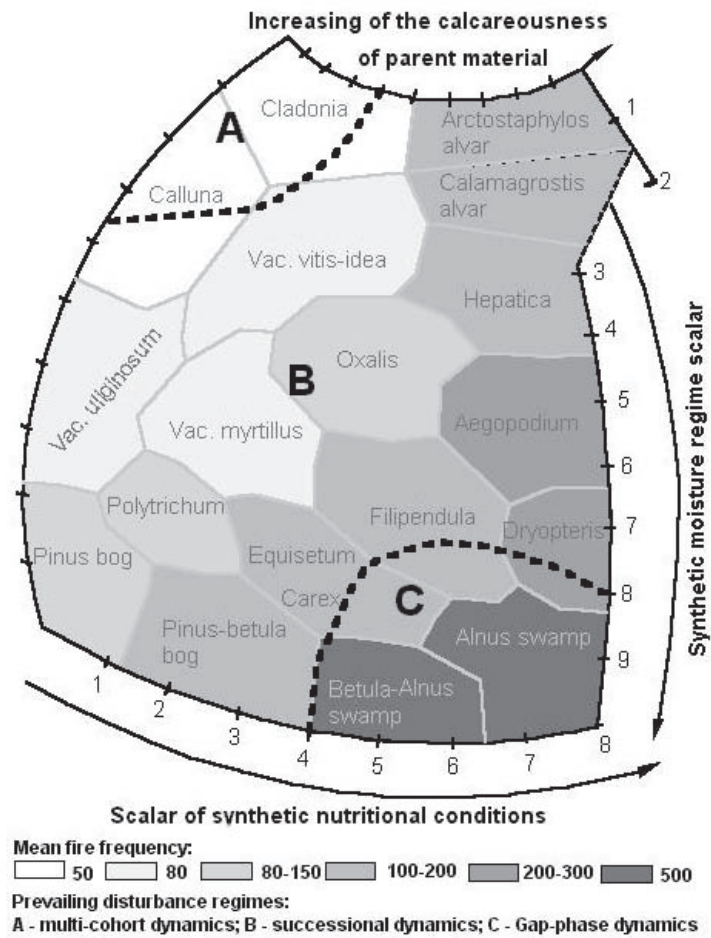 Increasing of the calcareousness
of parent material
Cladonia
A
Arctostaphylos
alvar
1
Calluna
Calamagrostis
alvar
2
Vac. vitis-idea
Hepatica
3
4
Vac. uliginosum
Oxalis
B
5
Vac. myrtillus
Aegopodium
6
Polytrichum
Filipendula
Dryopteris
7
Pinus bog
Equisetum
Carex
C
8
Pinus-betula
bog
Alnus swamp
9
Betula-Alnus
swamp
1
2
3
4
5
6
7
8
Synthetic moisture regime scalar
Scalar of synthetic nutritional conditions
Mean fire frequency:
50 80 80-150 100-200 200-300 500
Prevailing disturbance regimes:
A - multi-cohort dynamics; B - successional dynamics; C - Gap-phase dynamics